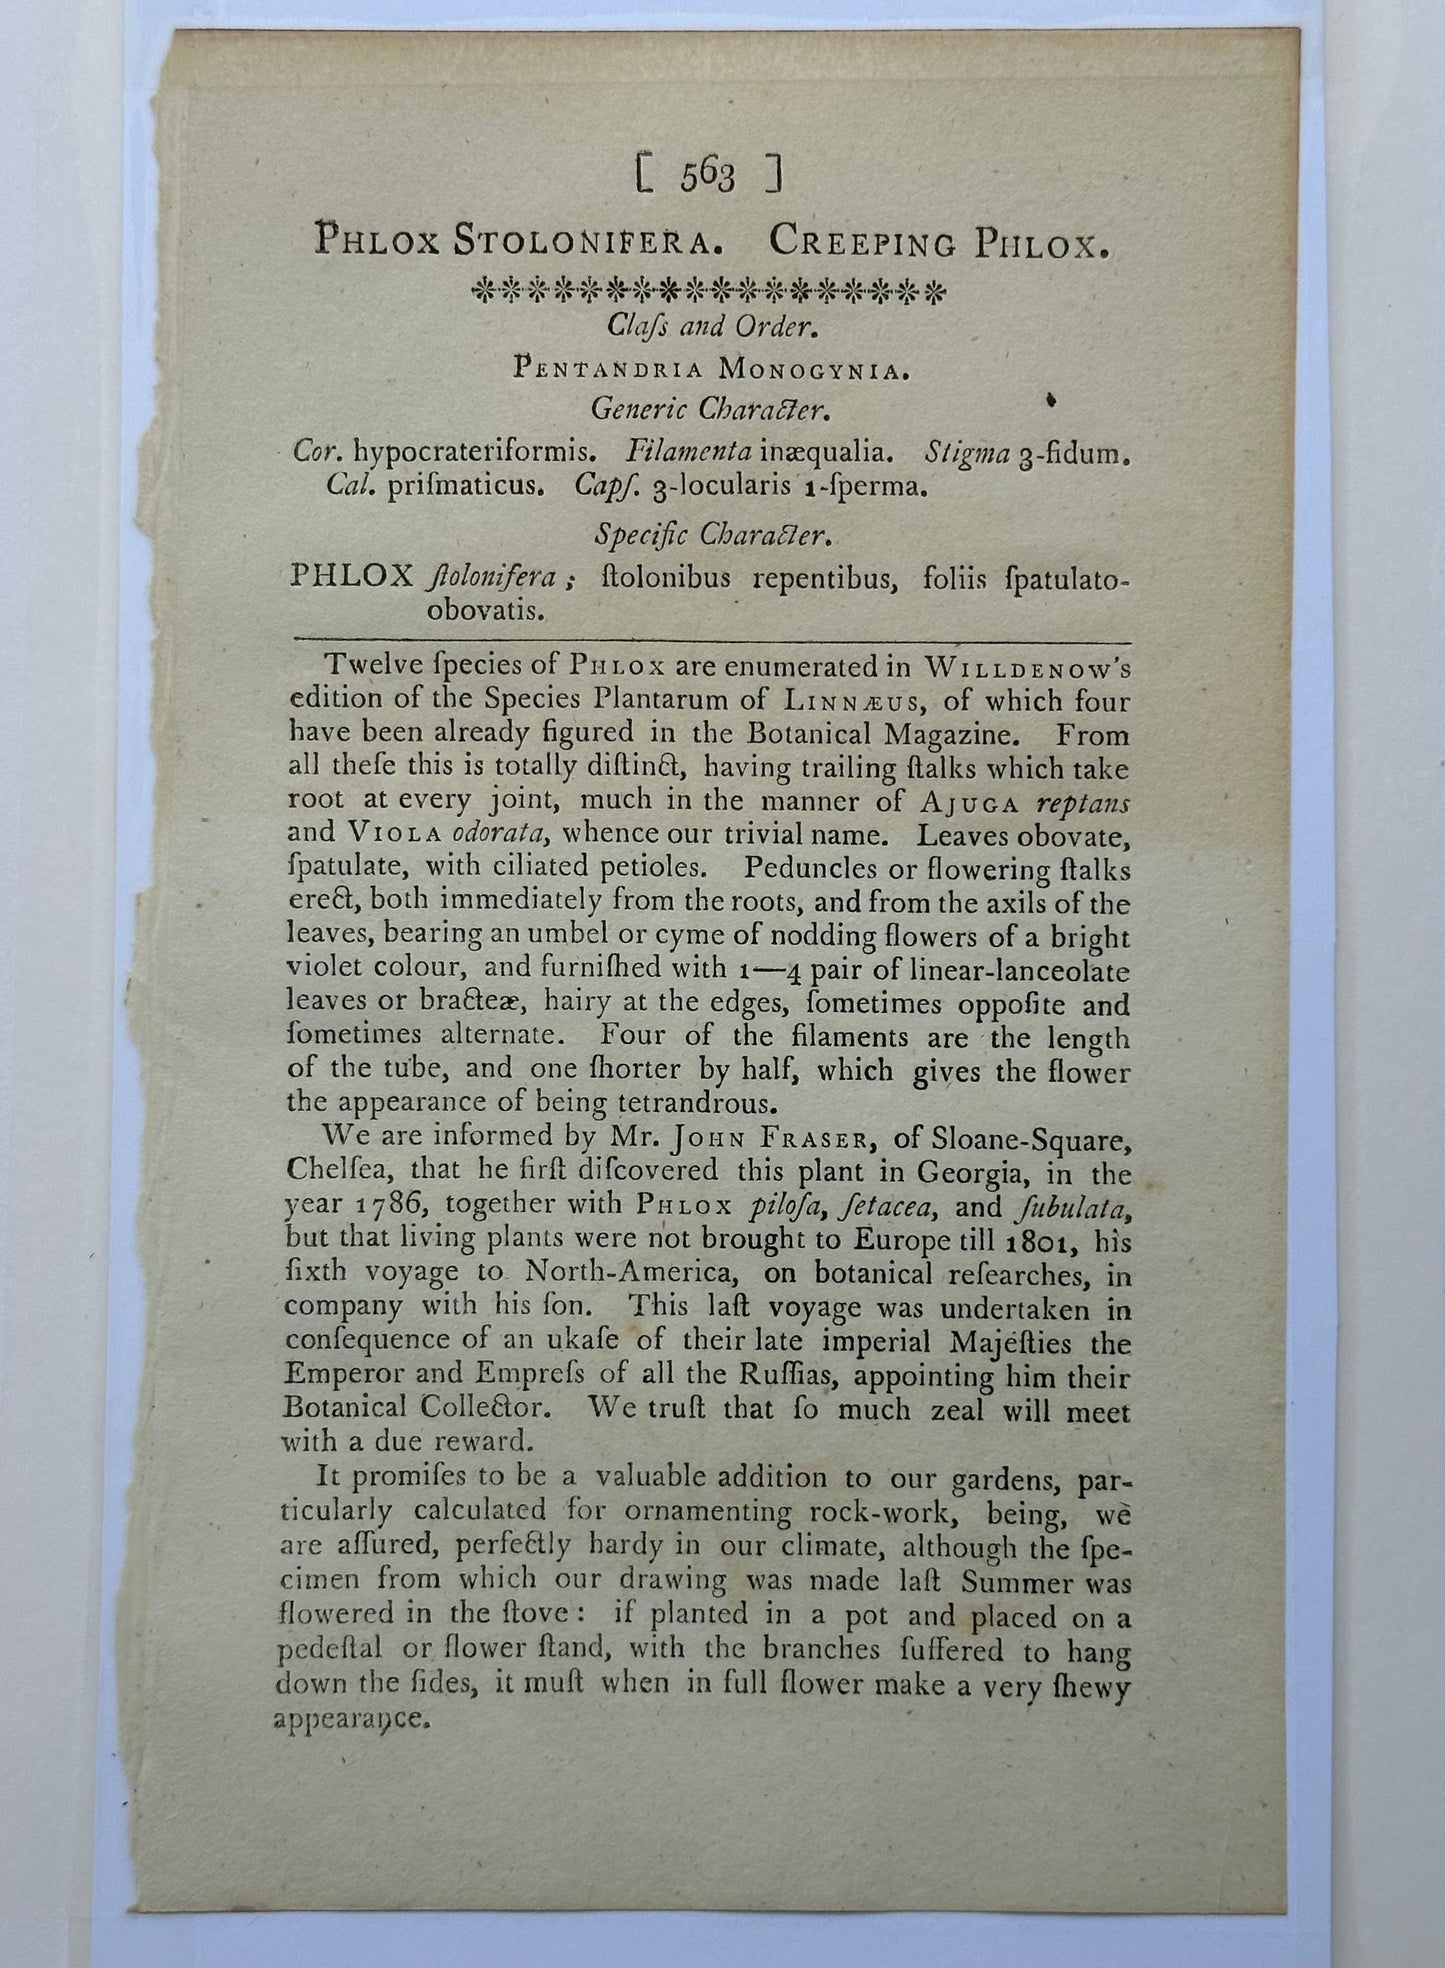 [ 563 ]
PHLOX STOLONIFERA. CREEPING PHLOX.
Claſs and Order.
PENTANDRIA MONOGYNIA.
Generic Character.
Cor. hypocrateriformis. Filamenta inæqualia. Stigma 3-fidum.
Cal. priſmaticus. Capſ. 3-locularis 1-ſperma.
Specific Character.
PHLOX ſtolonifera; ſtolonibus repentibus, foliis ſpatulato-
obovatis.
Twelve ſpecies of PHLOX are enumerated in WILLDENOW's
edition of the Species Plantarum of LINNÆUS, of which four
have been already figured in the Botanical Magazine. From
all theſe this is totally diſtinct, having trailing ſtalks which take
root at every joint, much in the manner of AJUGA reptans
and VIOLA odorata, whence our trivial name. Leaves obovate,
ſpatulate, with ciliated petioles. Peduncles or flowering ſtalks
erect, both immediately from the roots, and from the axils of the
leaves, bearing an umbel or cyme of nodding flowers of a bright
violet colour, and furniſhed with 1—4 pair of linear-lanceolate
leaves or bracteæ, hairy at the edges, ſometimes oppoſite and
ſometimes alternate. Four of the filaments are the length
of the tube, and one ſhorter by half, which gives the flower
the appearance of being tetrandrous.
We are informed by Mr. JOHN FRASER, of Sloane-Square,
Chelſea, that he firſt diſcovered this plant in Georgia, in the
year 1786, together with PHLOX piloſa, ſetacea, and ſubulata,
but that living plants were not brought to Europe till 1801, his
ſixth voyage to North-America, on botanical reſearches, in
company with his ſon. This laſt voyage was undertaken in
conſequence of an ukaſe of their late imperial Majeſties the
Emperor and Empreſs of all the Ruſſias, appointing him their
Botanical Collector. We truſt that ſo much zeal will meet
with a due reward.
It promiſes to be a valuable addition to our gardens, par-
ticularly calculated for ornamenting rock-work, being, we
are aſſured, perfectly hardy in our climate, although the ſpe-
cimen from which our drawing was made laſt Summer was
flowered in the ſtove: if planted in a pot and placed on a
pedeſtal or flower ſtand, with the branches ſuffered to hang
down the ſides, it muſt when in full flower make a very ſhewy
appearance.